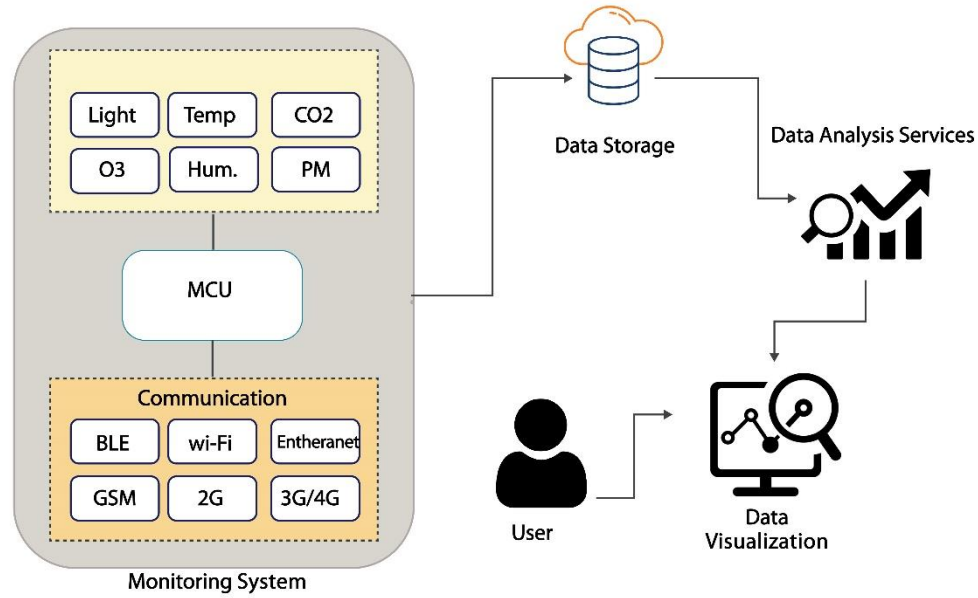 Light
Temp
CO2
O3
Hum.
PM
MCU
Communication
BLE
wi-Fi
Entheranet
GSM
2G
3G/4G
Monitoring System
Data Storage
Data Analysis Services
User
Data
Visualization